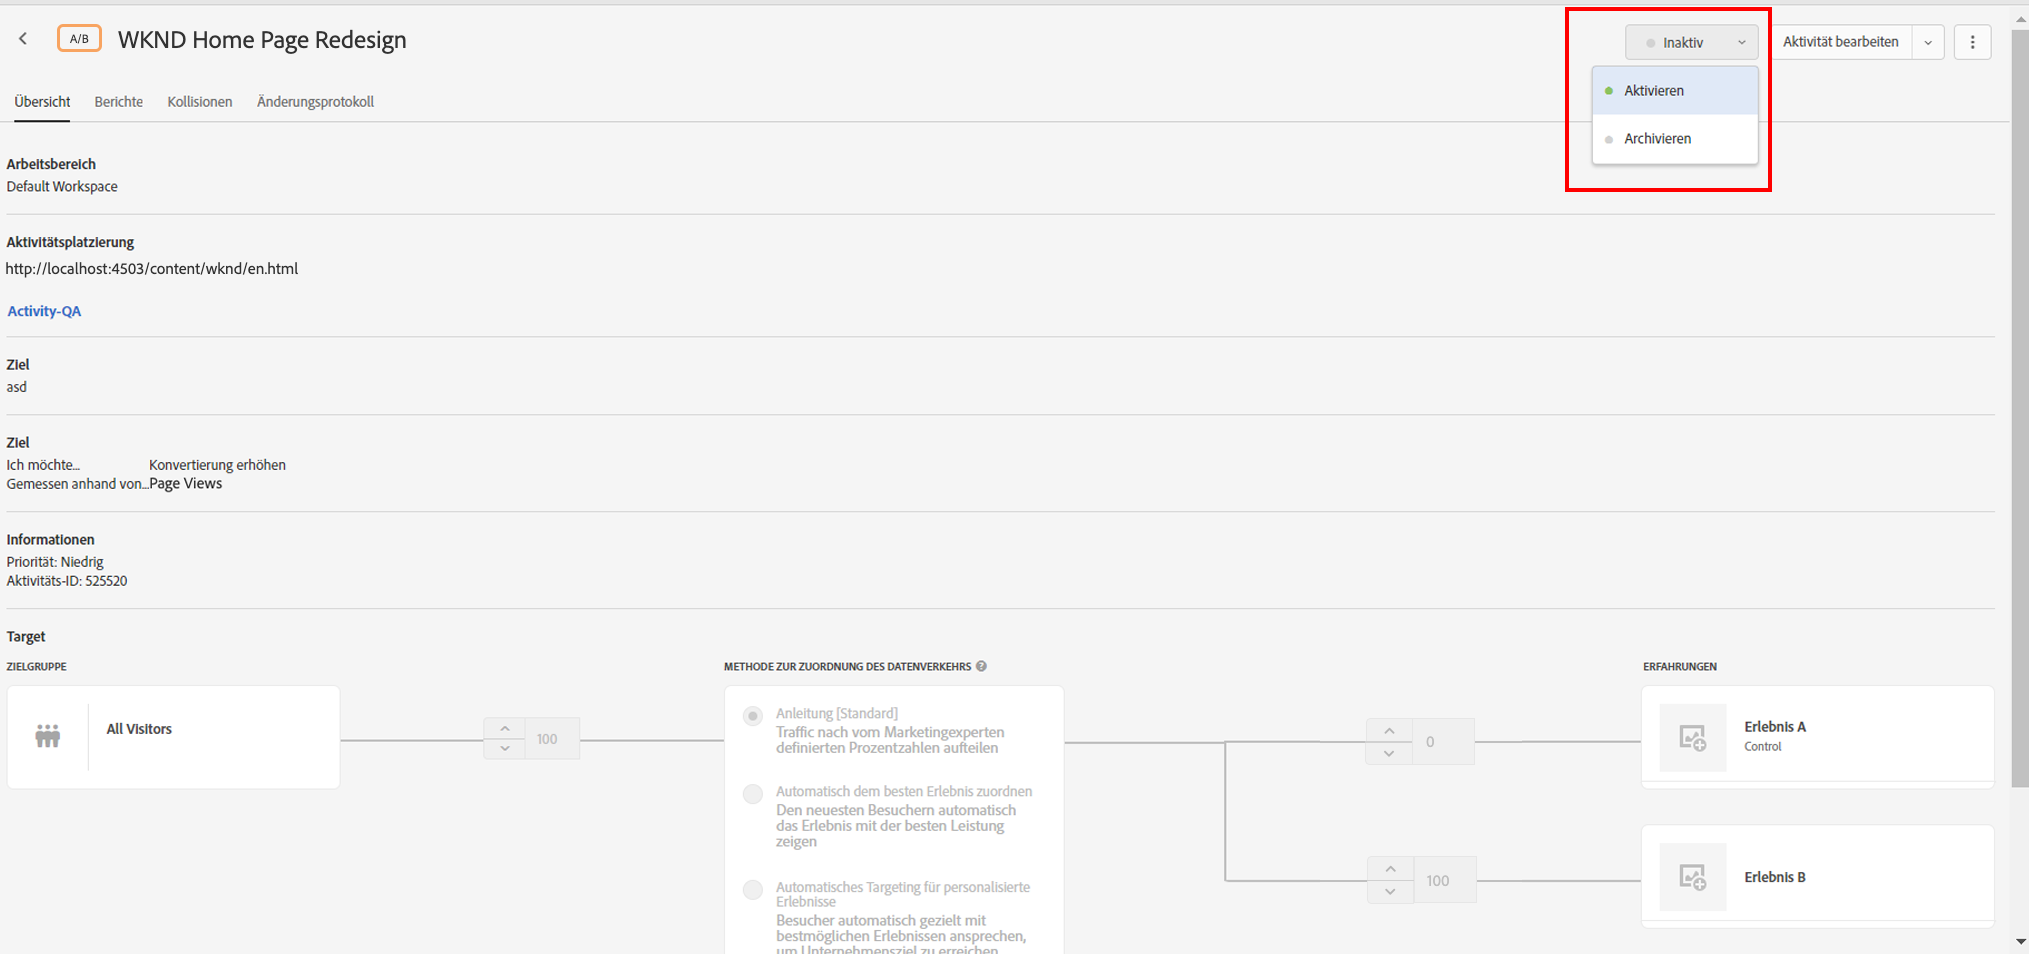 A/B
WKND Home Page Redesign
Inaktiv
Aktivität bearbeiten
Aktivieren
Archivieren
Übersicht
Berichte
Kollisionen
Änderungsprotokoll
Arbeitsbereich
Default Workspace
Aktivitätsplatzierung
http://localhost:4503/content/wknd/en.html
Activity-QA
Ziel
asd
Ziel
Ich möchte... Konvertierung erhöhen
Gemessen anhand von... Page Views
Informationen
Priorität: Niedrig
Aktivitäts-ID: 525520
Target
ZIELGRUPPE
METHODE ZUR ZUORDNUNG DES DATENVERKEHRS ?
ERFAHRUNGEN
All Visitors
100
Anleitung [Standard]
Traffic nach vom Marketingexperten
definierten Prozentzahlen aufteilen
Automatisch dem besten Erlebnis zuordnen
Den neuesten Besuchern automatisch
das Erlebnis mit der besten Leistung
zeigen
Automatisches Targeting für personalisierte
Erlebnisse
Besucher automatisch gezielt mit
bestmöglichen Erlebnissen ansprechen,
um Unternehmensziel zu erreichen
0
Erlebnis A
Control
100
Erlebnis B